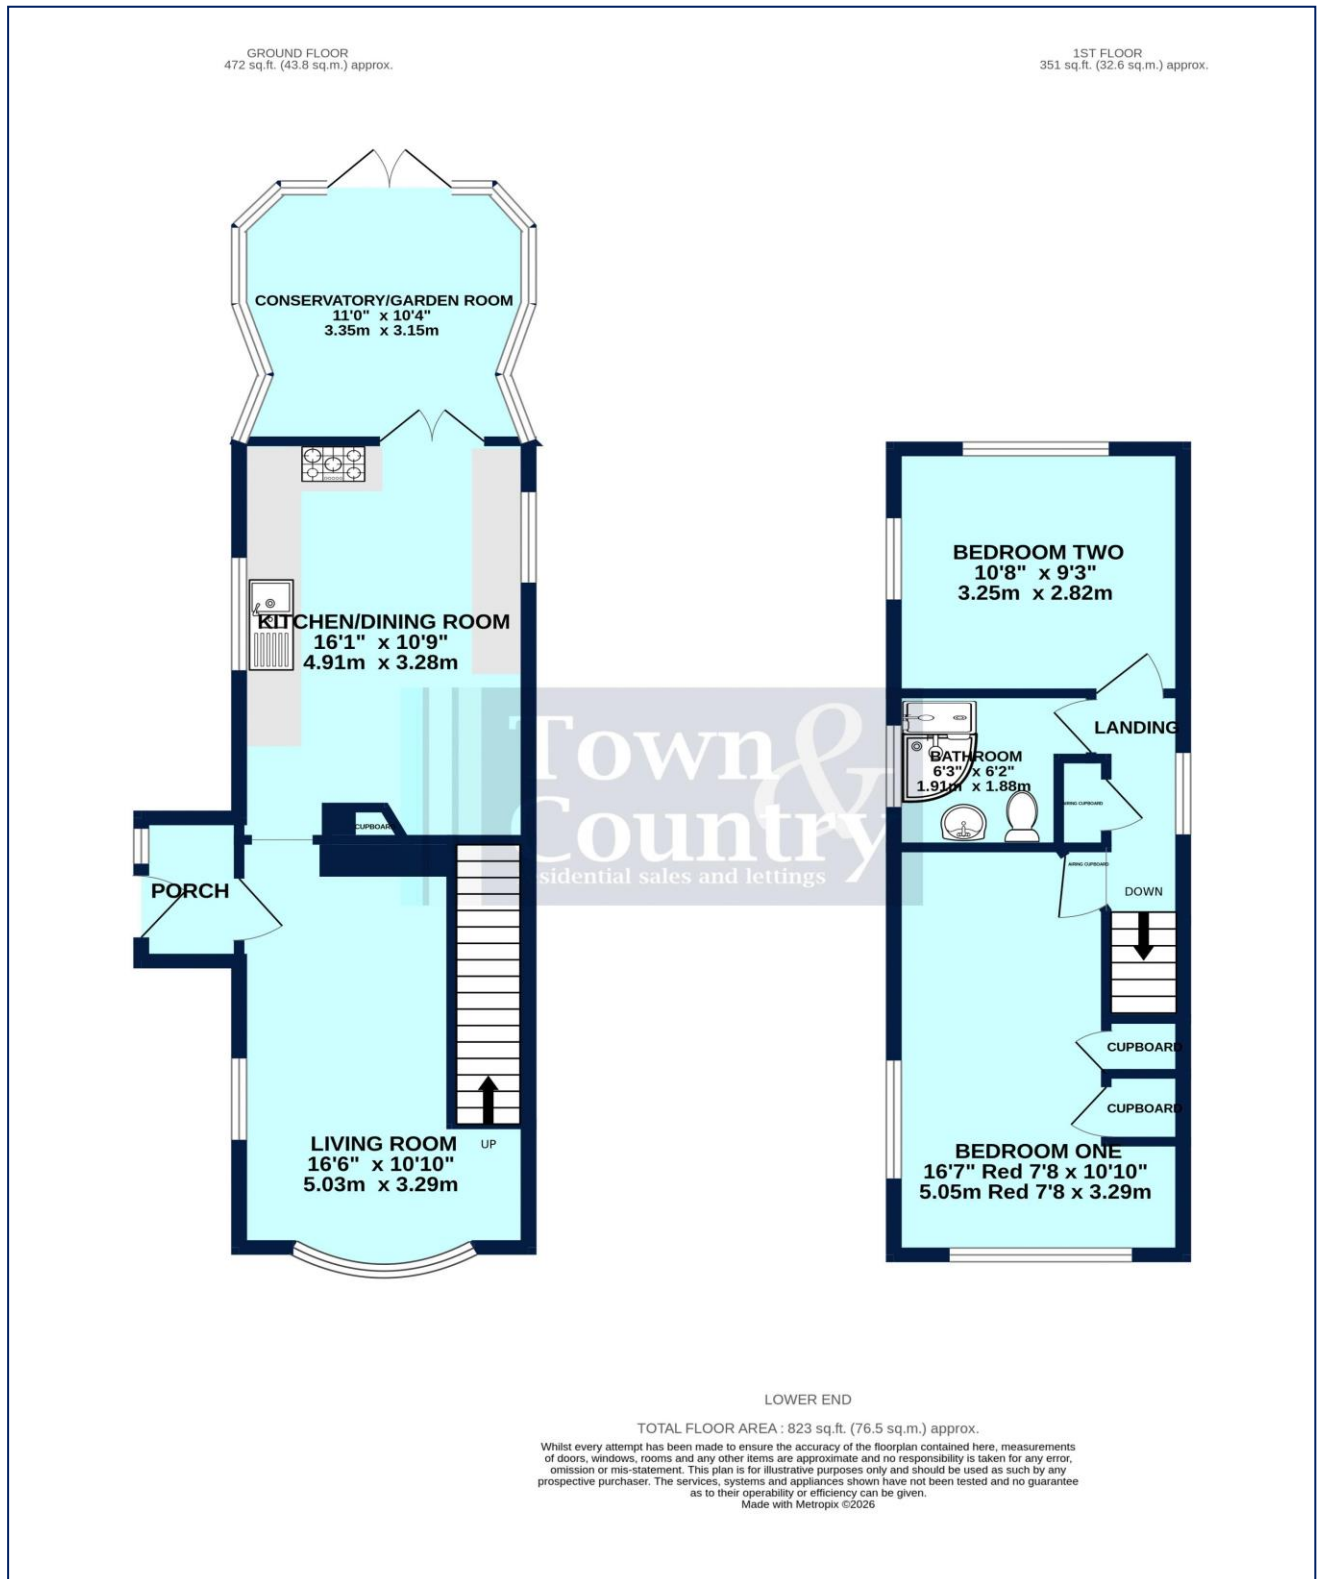 GROUND FLOOR
472 sq.ft. (43.8 sq.m.) approx.
1ST FLOOR
351 sq.ft. (32.6 sq.m.) approx.
CONSERVATORY/GARDEN ROOM
11'0" x 10'4"
3.35m x 3.15m
KITCHEN/DINING ROOM
16'1" x 10'9"
4.91m x 3.28m
CUPBOARD
PORCH
LIVING ROOM
16'6" x 10'10"
5.03m x 3.29m
UP
BEDROOM TWO
10'8" x 9'3"
3.25m x 2.82m
LANDING
BATHROOM
6'3" x 6'2"
1.91m x 1.88m
AIRING CUPBOARD
AIRING CUPBOARD
DOWN
CUPBOARD
CUPBOARD
BEDROOM ONE
16'7" Red 7'8 x 10'10"
5.05m Red 7'8 x 3.29m
Town &
Country
residential sales and lettings
LOWER END
TOTAL FLOOR AREA : 823 sq.ft. (76.5 sq.m.) approx.
Whilst every attempt has been made to ensure the accuracy of the floorplan contained here, measurements
of doors, windows, rooms and any other items are approximate and no responsibility is taken for any error,
omission or mis-statement. This plan is for illustrative purposes only and should be used as such by any
prospective purchaser. The services, systems and appliances shown have not been tested and no guarantee
as to their operability or efficiency can be given.
Made with Metropix ©2026